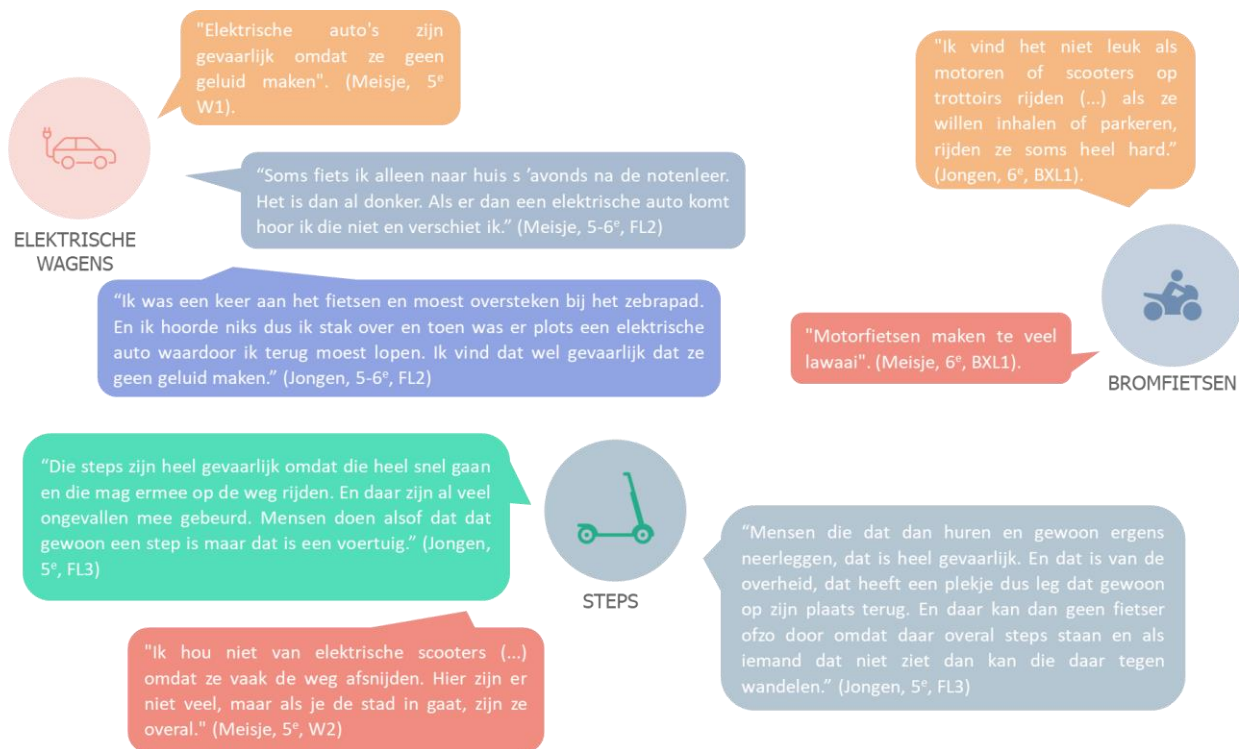 "Elektrische auto's zijn
gevaarlijk omdat ze geen
geluid maken". (Meisje, 5e
W1).
"Soms fiets ik alleen naar huis s 'avonds na de notenleer.
Het is dan al donker. Als er dan een elektrische auto komt
hoor ik die niet en verschiet ik." (Meisje, 5-6e, FL2)
ELEKTRISCHE
WAGENS
"Ik was een keer aan het fietsen en moest oversteken bij het zebrapad.
En ik hoorde niks dus ik stak over en toen was er plots een elektrische
auto waardoor ik terug moest lopen. Ik vind dat wel gevaarlijk dat ze
geen geluid maken." (Jongen, 5-6e, FL2)
"Ik vind het niet leuk als
motoren of scooters op
trottoirs rijden (...) als ze
willen inhalen of parkeren,
rijden ze soms heel hard."
(Jongen, 6e, BXL1).
"Motorfietsen maken te veel
lawaai". (Meisje, 6e, BXL1).
BROMFIETSEN
"Die steps zijn heel gevaarlijk omdat die heel snel gaan
en die mag ermee op de weg rijden. En daar zijn al veel
ongevallen mee gebeurd. Mensen doen alsof dat dat
gewoon een step is maar dat is een voertuig." (Jongen,
5e, FL3)
STEPS
"Mensen die dat dan huren en gewoon ergens
neerleggen, dat is heel gevaarlijk. En dat is van de
overheid, dat heeft een plekje dus leg dat gewoon
op zijn plaats terug. En daar kan dan geen fietser
ofzo door omdat daar overal steps staan en als
iemand dat niet ziet dan kan die daar tegen
wandelen." (Jongen, 5e, FL3)
"Ik hou niet van elektrische scooters (...)
omdat ze vaak de weg afsnijden. Hier zijn er
niet veel, maar als je de stad in gaat, zijn ze
overal." (Meisje, 5e, W2)